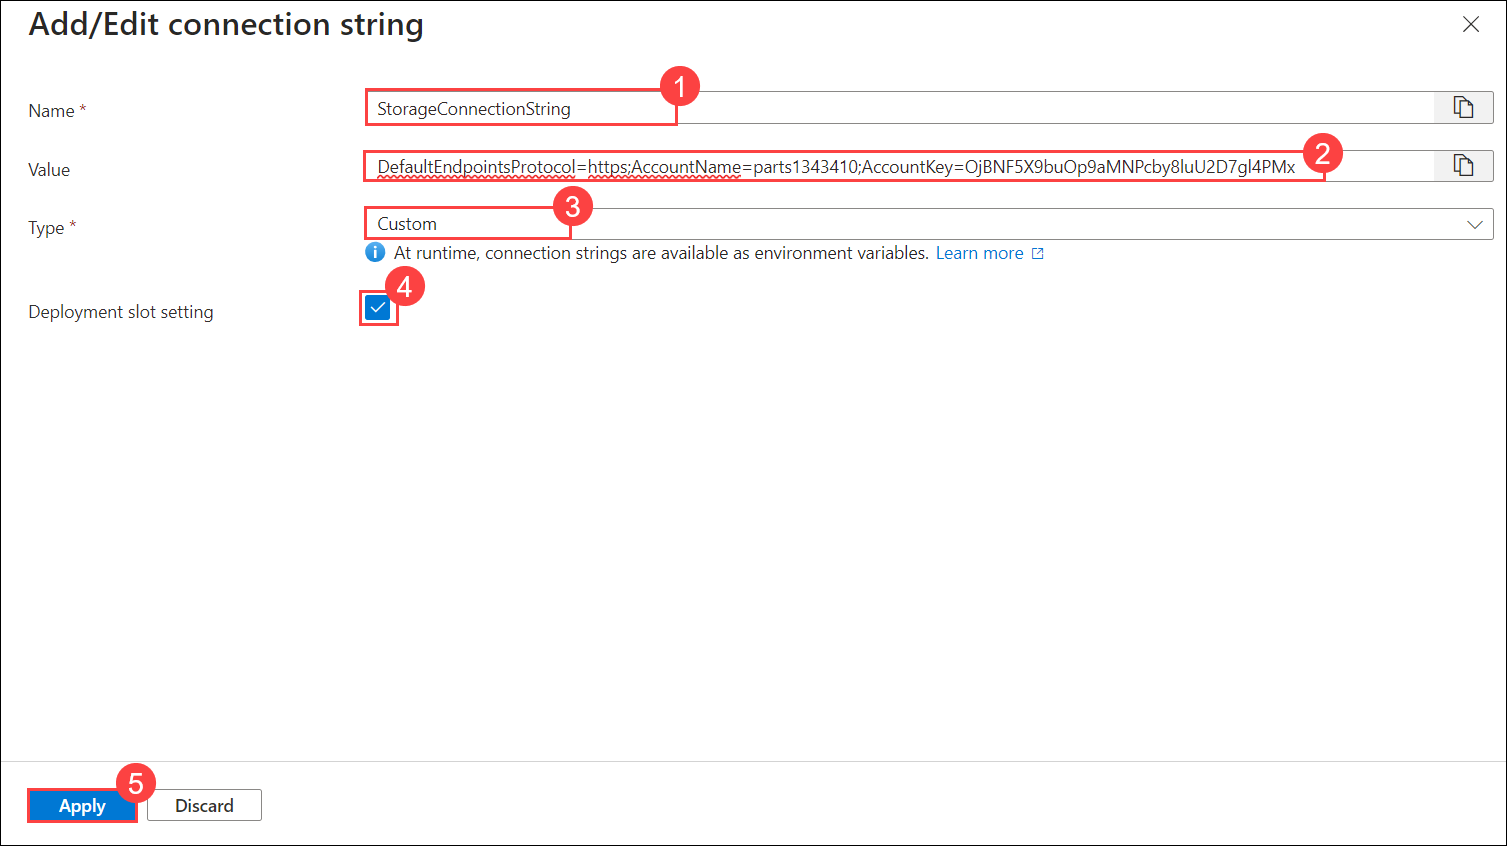 Add/Edit connection string
Name *
1
StorageConnectionString
Value
2
DefaultEndpointsProtocol=https;AccountName=parts1343410;AccountKey=OjBNF5X9buOp9aMNPcby8luU2D7gl4PMx
Type *
3
Custom
At runtime, connection strings are available as environment variables. Learn more
4
Deployment slot setting
5
Apply
Discard